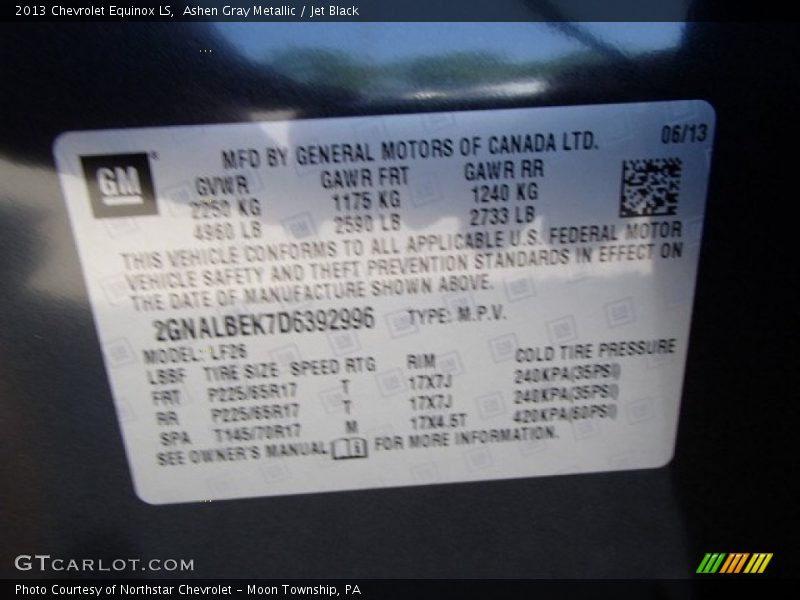 2013 Chevrolet Equinox LS, Ashen Gray Metallic / Jet Black
MFD BY GENERAL MOTORS OF CANADA LTD. 06/13
GM
GVWR GAWR FRT GAWR RR
2250 KG 1175 KG 1240 KG
4960 LB 2590 LB 2733 LB
THIS VEHICLE CONFORMS TO ALL APPLICABLE U.S. FEDERAL MOTOR
VEHICLE SAFETY AND THEFT PREVENTION STANDARDS IN EFFECT ON
THE DATE OF MANUFACTURE SHOWN ABOVE.
2GNALBEK7D6392996 TYPE: M.P.V.
MODEL: LF26
LBBF TIRE SIZE SPEED RTG RIM COLD TIRE PRESSURE
FRT P225/65R17 T 17X7J 240KPA(35PSI)
RR P225/65R17 T 17X7J 240KPA(35PSI)
SPA T145/70R17 M 17X4.5T 420KPA(60PSI)
SEE OWNER'S MANUAL i FOR MORE INFORMATION.
GTCARLOT.COM
Photo Courtesy of Northstar Chevrolet - Moon Township, PA